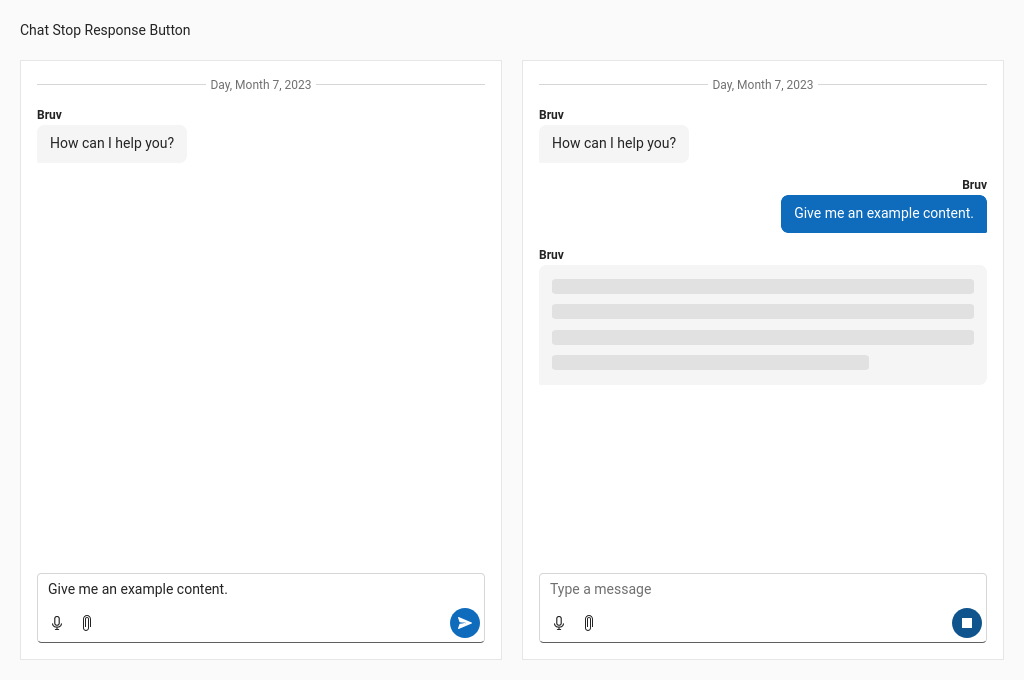 Chat Stop Response Button
Day, Month 7, 2023
Bruv
How can I help you?
Give me an example content.
Day, Month 7, 2023
Bruv
How can I help you?
Bruv
Give me an example content.
Bruv
Type a message